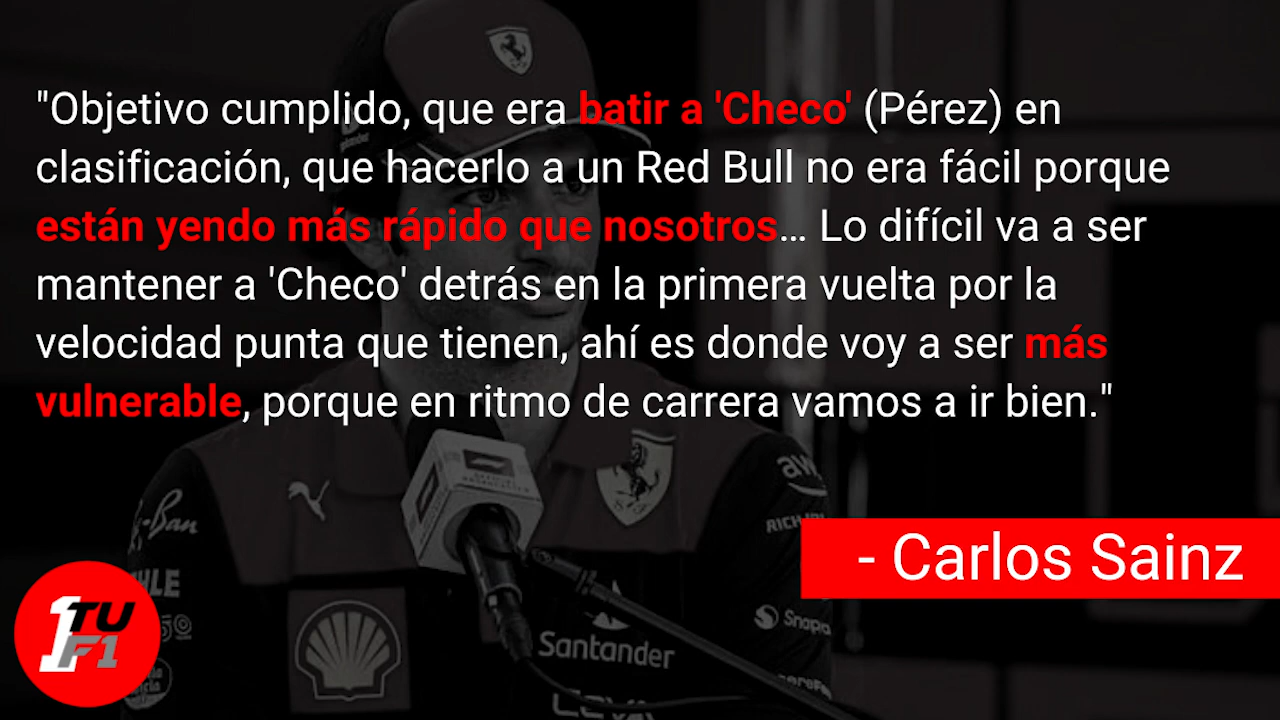 "Objetivo cumplido, que era batir a 'Checo' (Pérez) en
clasificación, que hacerlo a un Red Bull no era fácil porque
están yendo más rápido que nosotros... Lo difícil va a ser
mantener a 'Checo' detrás en la primera vuelta por la
velocidad punta que tienen, ahí es donde voy a ser más
vulnerable, porque en ritmo de carrera vamos a ir bien."
- Carlos Sainz
Santander
1TU
F1